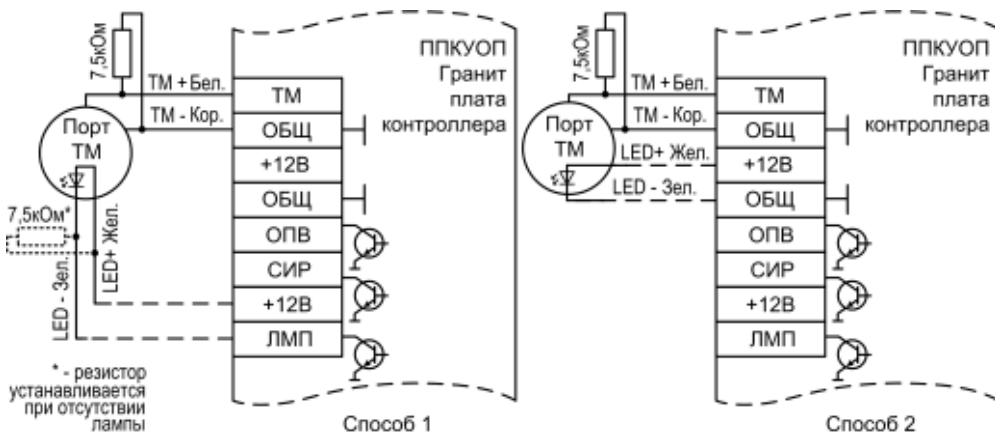 7,5кОм
ТМ + Бел.
ТМ - Кор.
Порт
ТМ
7,5кОм*
LED - Зел.
LED+ Жел.
* - резистор
устанавливается
при отсутствии
лампы
ППКУОП
Гранит
плата
контроллера
ТМ
ОБЩ
+12В
ОБЩ
ОПВ
СИР
+12В
ЛМП
Способ 1
7,5кОм
ТМ + Бел.
ТМ - Кор.
Порт
ТМ
LED+ Жел.
LED - Зел.
ППКУОП
Гранит
плата
контроллера
ТМ
ОБЩ
+12В
ОБЩ
ОПВ
СИР
+12В
ЛМП
Способ 2